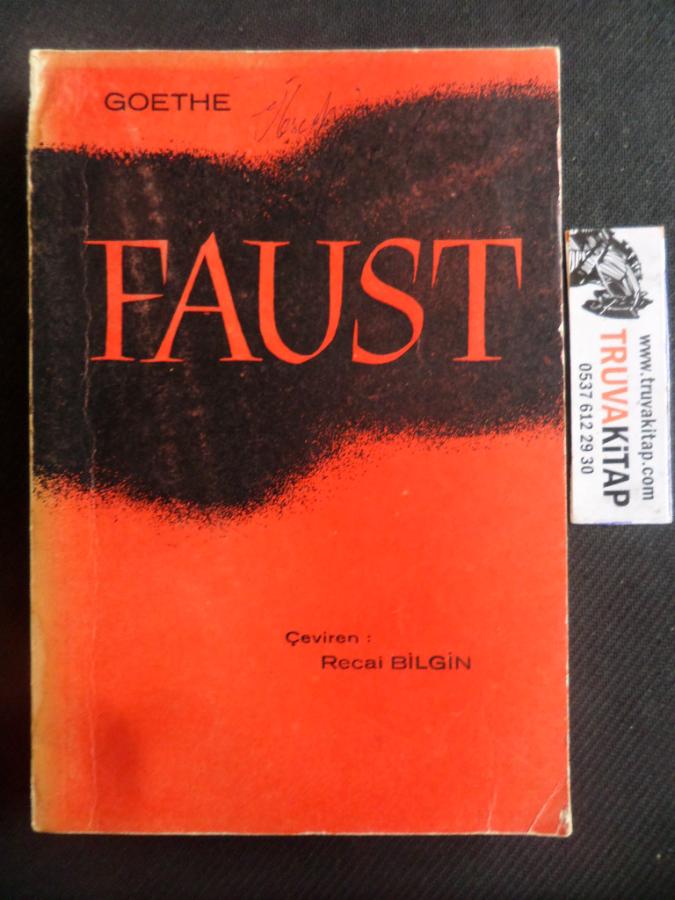 GOETHE
FAUST
Çeviren :
Recai BİLGİN
www.truvakitap.com
TRUVAKİTAP
0537 612 29 30